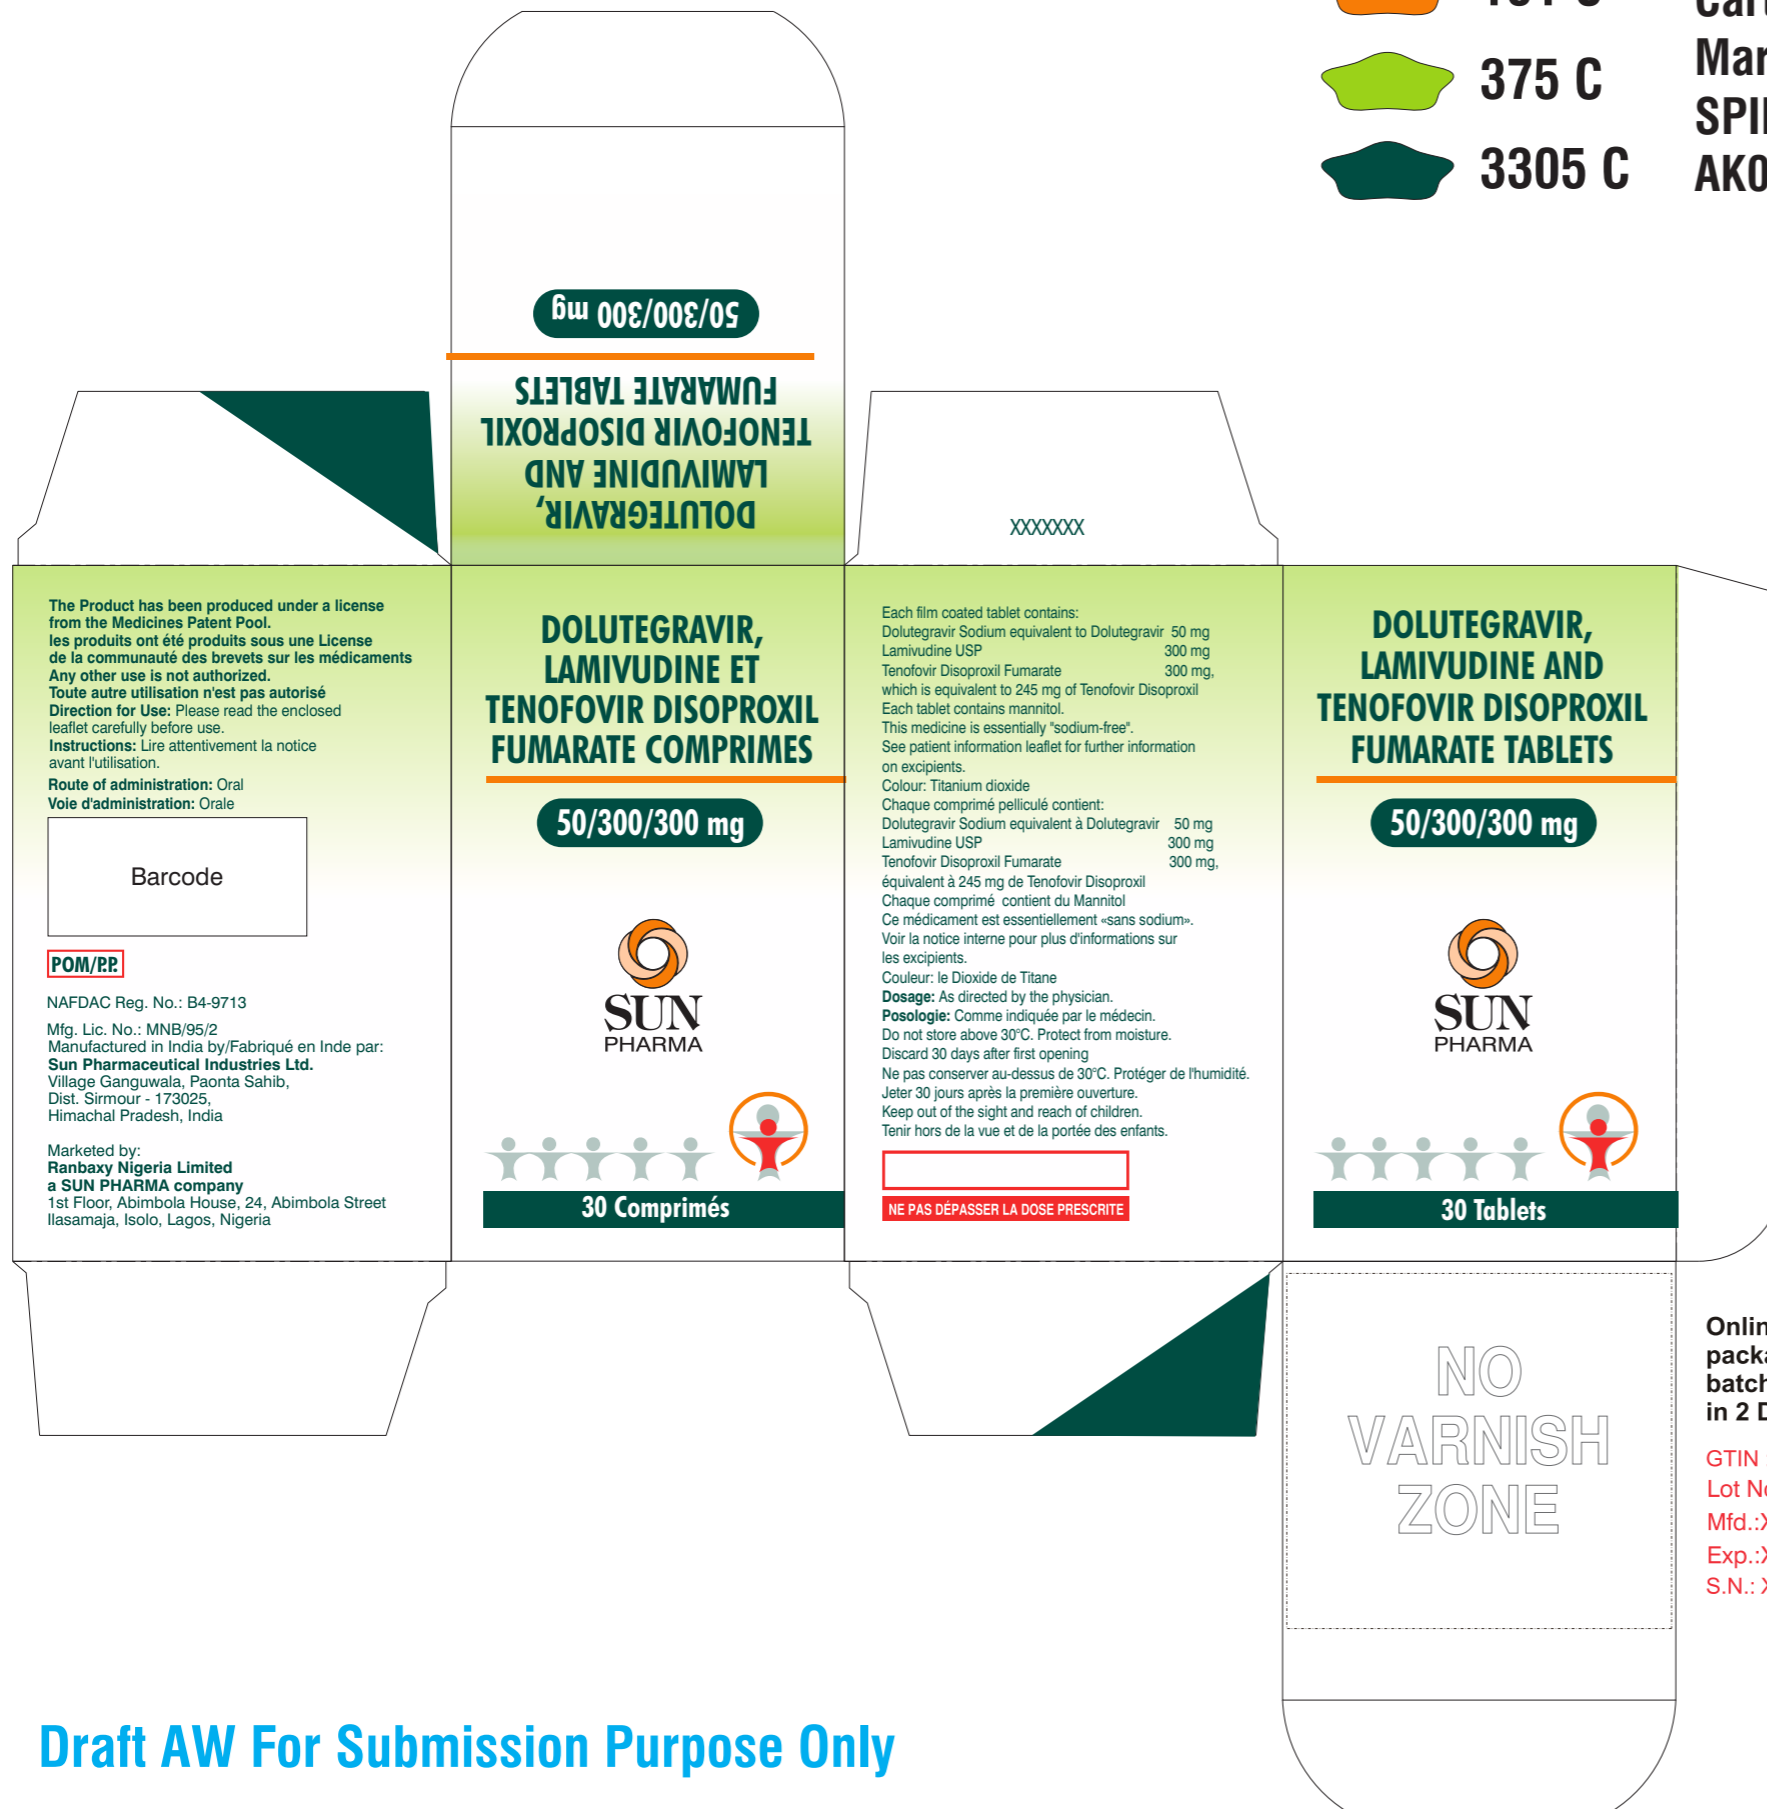 375 C
3305 C
50/300/300 mg
DOLUTEGRAVIR,
LAMIVUDINE AND
TENOFOVIR DISOPROXIL
FUMARATE TABLETS
XXXXXXX
The Product has been produced under a license
from the Medicines Patent Pool.
les produits ont été produits sous une License
de la communauté des brevets sur les médicaments
Any other use is not authorized.
Toute autre utilisation n'est pas autorisé
Direction for Use: Please read the enclosed
leaflet carefully before use.
Instructions: Lire attentivement la notice
avant l'utilisation.
Route of administration: Oral
Voie d'administration: Orale
Barcode
POM/P.P.
NAFDAC Reg. No.: B4-9713
Mfg. Lic. No.: MNB/95/2
Manufactured in India by/Fabriqué en Inde par:
Sun Pharmaceutical Industries Ltd.
Village Ganguwala, Paonta Sahib,
Dist. Sirmour - 173025,
Himachal Pradesh, India
Marketed by:
Ranbaxy Nigeria Limited
a SUN PHARMA company
1st Floor, Abimbola House, 24, Abimbola Street
Ilasamaja, Isolo, Lagos, Nigeria
DOLUTEGRAVIR,
LAMIVUDINE ET
TENOFOVIR DISOPROXIL
FUMARATE COMPRIMES
50/300/300 mg
SUN
PHARMA
30 Comprimés
Each film coated tablet contains:
Dolutegravir Sodium equivalent to Dolutegravir 50 mg
Lamivudine USP 300 mg
Tenofovir Disoproxil Fumarate 300 mg,
which is equivalent to 245 mg of Tenofovir Disoproxil
Each tablet contains mannitol.
This medicine is essentially "sodium-free".
See patient information leaflet for further information
on excipients.
Colour: Titanium dioxide
Chaque comprimé pelliculé contient:
Dolutegravir Sodium equivalent à Dolutegravir 50 mg
Lamivudine USP 300 mg
Tenofovir Disoproxil Fumarate 300 mg,
équivalent à 245 mg de Tenofovir Disoproxil
Chaque comprimé contient du Mannitol
Ce médicament est essentiellement «sans sodium».
Voir la notice interne pour plus d'informations sur
les excipients.
Couleur: le Dioxide de Titane
Dosage: As directed by the physician.
Posologie: Comme indiquée par le médecin.
Do not store above 30°C. Protect from moisture.
Discard 30 days after first opening
Ne pas conserver au-dessus de 30°C. Protéger de l'humidité.
Jeter 30 jours après la première ouverture.
Keep out of the sight and reach of children.
Tenir hors de la vue et de la portée des enfants.
NE PAS DÉPASSER LA DOSE PRESCRITE
DOLUTEGRAVIR,
LAMIVUDINE AND
TENOFOVIR DISOPROXIL
FUMARATE TABLETS
50/300/300 mg
SUN
PHARMA
30 Tablets
NO
VARNISH
ZONE
in 2
GTIN
Lot
Mfd.:
Exp.:
S.N.:
Draft AW For Submission Purpose Only